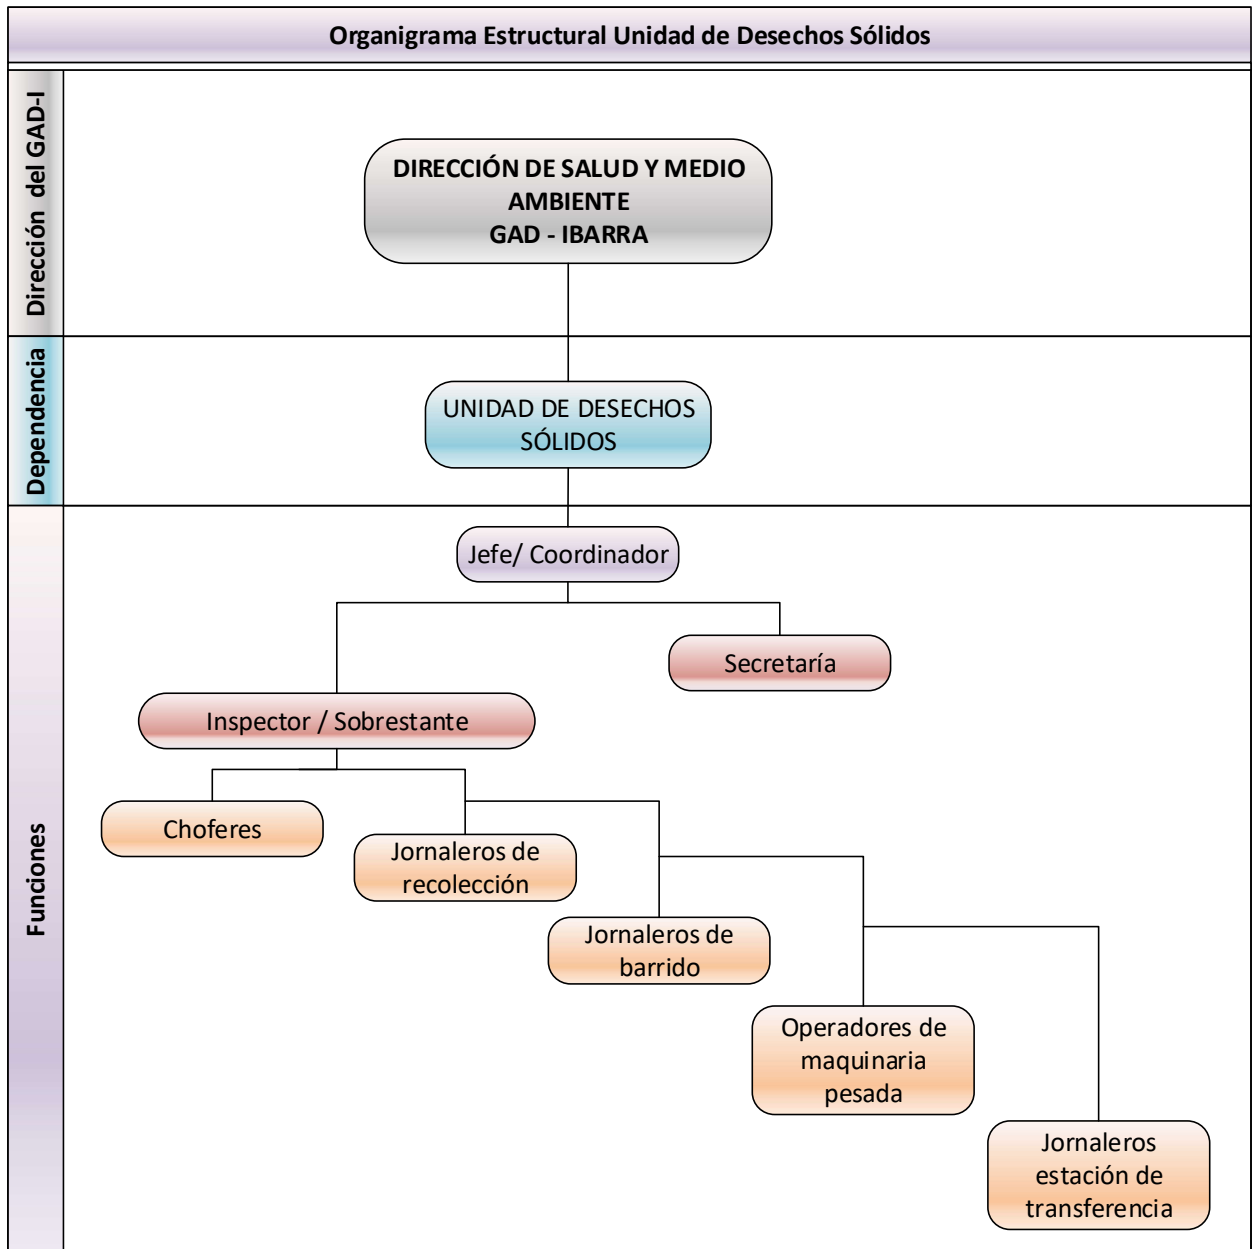 Organigrama Estructural Unidad de Desechos Sólidos
Dirección del GAD-I
DIRECCIÓN DE SALUD Y MEDIO
AMBIENTE
GAD - IBARRA
Dependencia
UNIDAD DE DESECHOS
SÓLIDOS
Funciones
Jefe/ Coordinador
Secretaría
Inspector / Sobrestante
Choferes
Jornaleros de
recolección
Jornaleros de
barrido
Operadores de
maquinaria
pesada
Jornaleros
estación de
transferencia